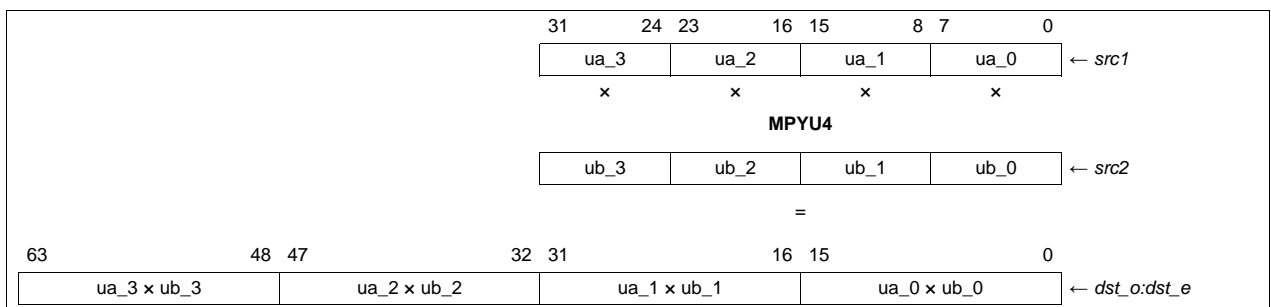 31 24 23 16 15 8 7 0
ua_3 ua_2 ua_1 ua_0 ← src1
× × × ×
MPYU4
ub_3 ub_2 ub_1 ub_0 ← src2
=
63 48 47 32 31 16 15 0
ua_3 × ub_3 ua_2 × ub_2 ua_1 × ub_1 ua_0 × ub_0 ← dst_o:dst_e